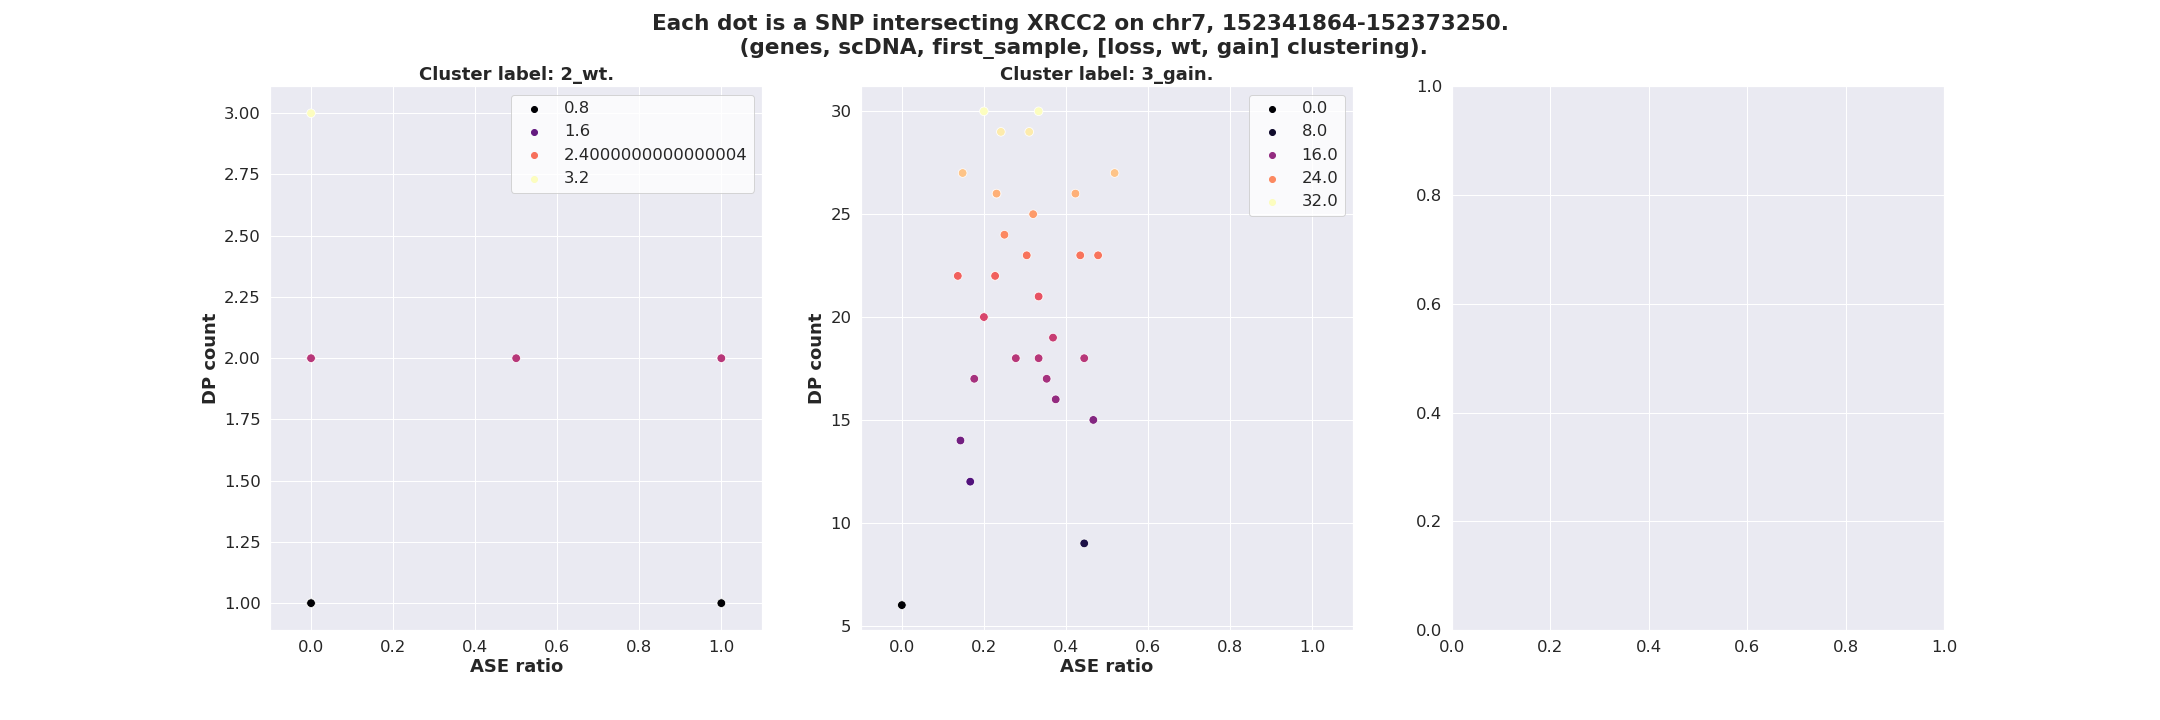 Each dot is a SNP intersecting XRCC2 on chr7, 152341864-152373250.
(genes, scDNA, first_sample, [loss, wt, gain] clustering).
Cluster label: 2_wt.
3.00
2.75
2.50
2.25
2.00
1.75
1.50
1.25
1.00
DP count
0.8
1.6
2.4000000000000004
3.2
0.0 0.2 0.4 0.6 0.8 1.0
ASE ratio
Cluster label: 3_gain.
30
25
20
15
10
5
DP count
0.0
8.0
16.0
24.0
32.0
0.0 0.2 0.4 0.6 0.8 1.0
ASE ratio
1.0
0.8
0.6
0.4
0.2
0.0
0.0 0.2 0.4 0.6 0.8 1.0